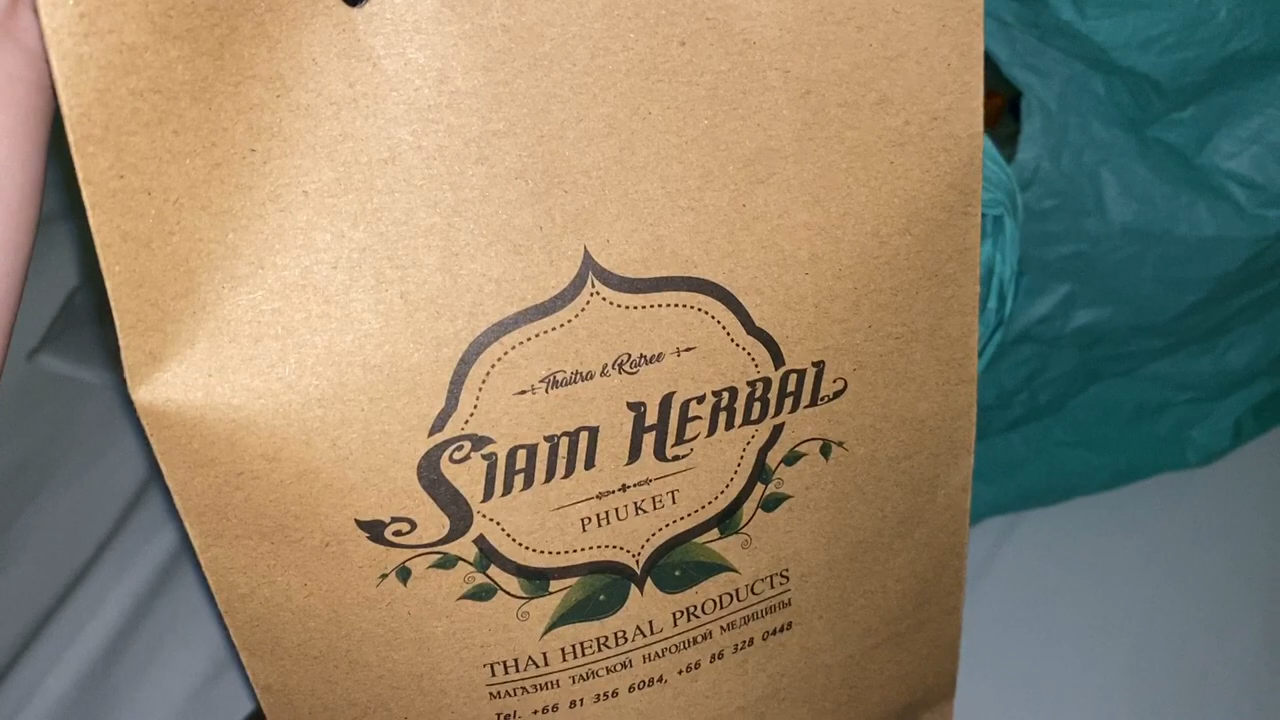 Thaitra & Ratree
SIAM HERBAL
PHUKET
THAI HERBAL PRODUCTS
МАГАЗИН ТАЙСКОЙ НАРОДНОЙ МЕДИЦИНЫ
Tel. +66 81 356 6084, +66 86 328 0448